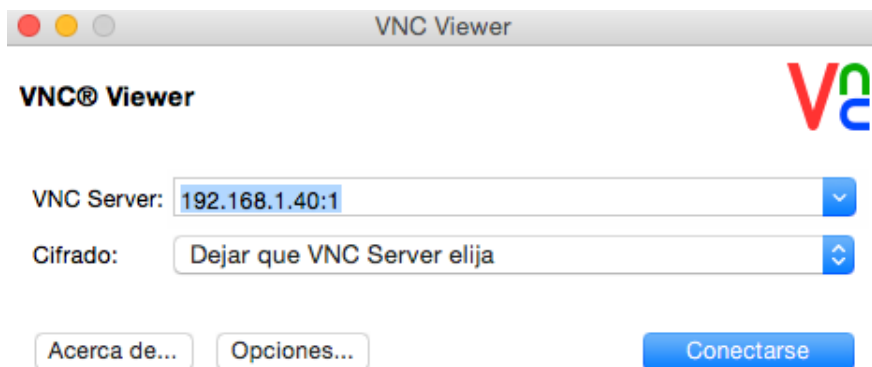 VNC Viewer
VNC® Viewer
Vnc
VNC Server: 192.168.1.40:1
Cifrado: Dejar que VNC Server elija
Acerca de... Opciones... Conectarse